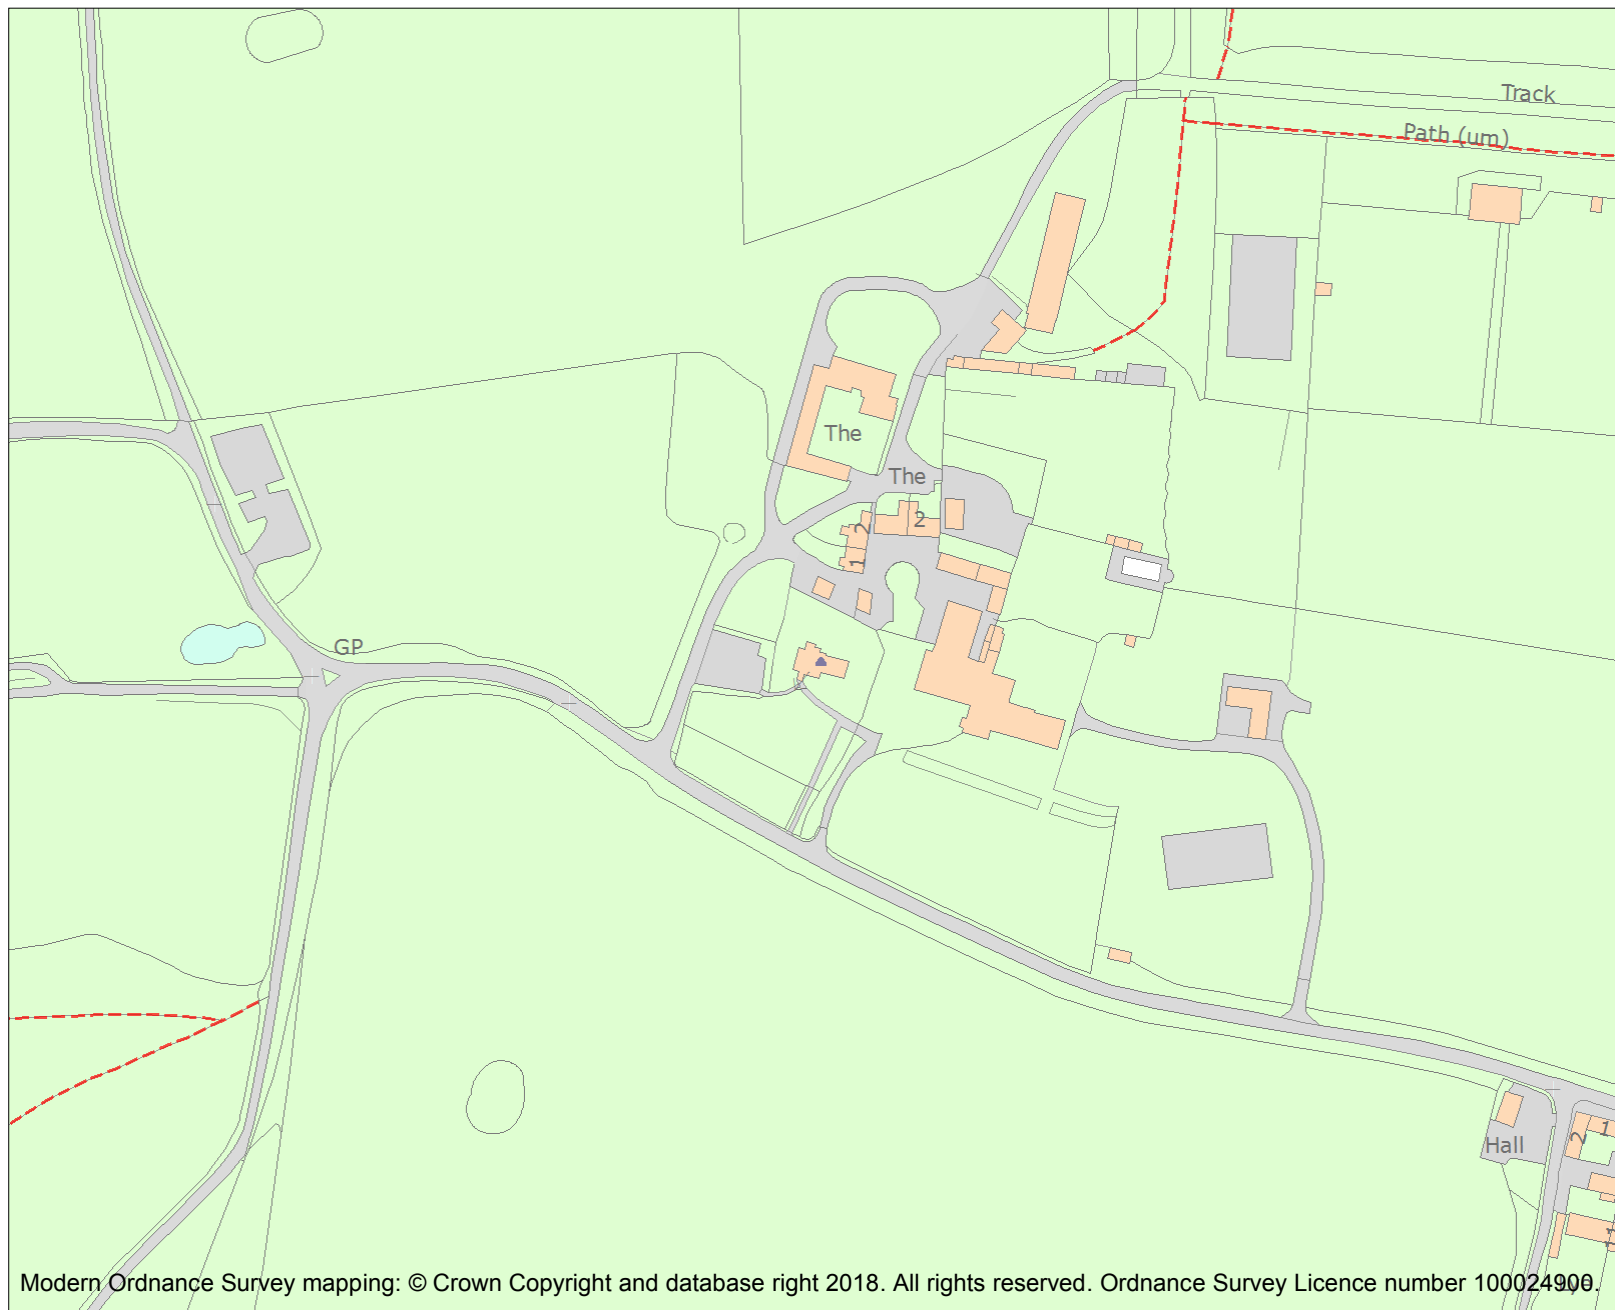 Track
Path (um)
The
The
2
2
1
GP
Hall
2
1
Modern Ordnance Survey mapping: © Crown Copyright and database right 2018. All rights reserved. Ordnance Survey Licence number 100024900.